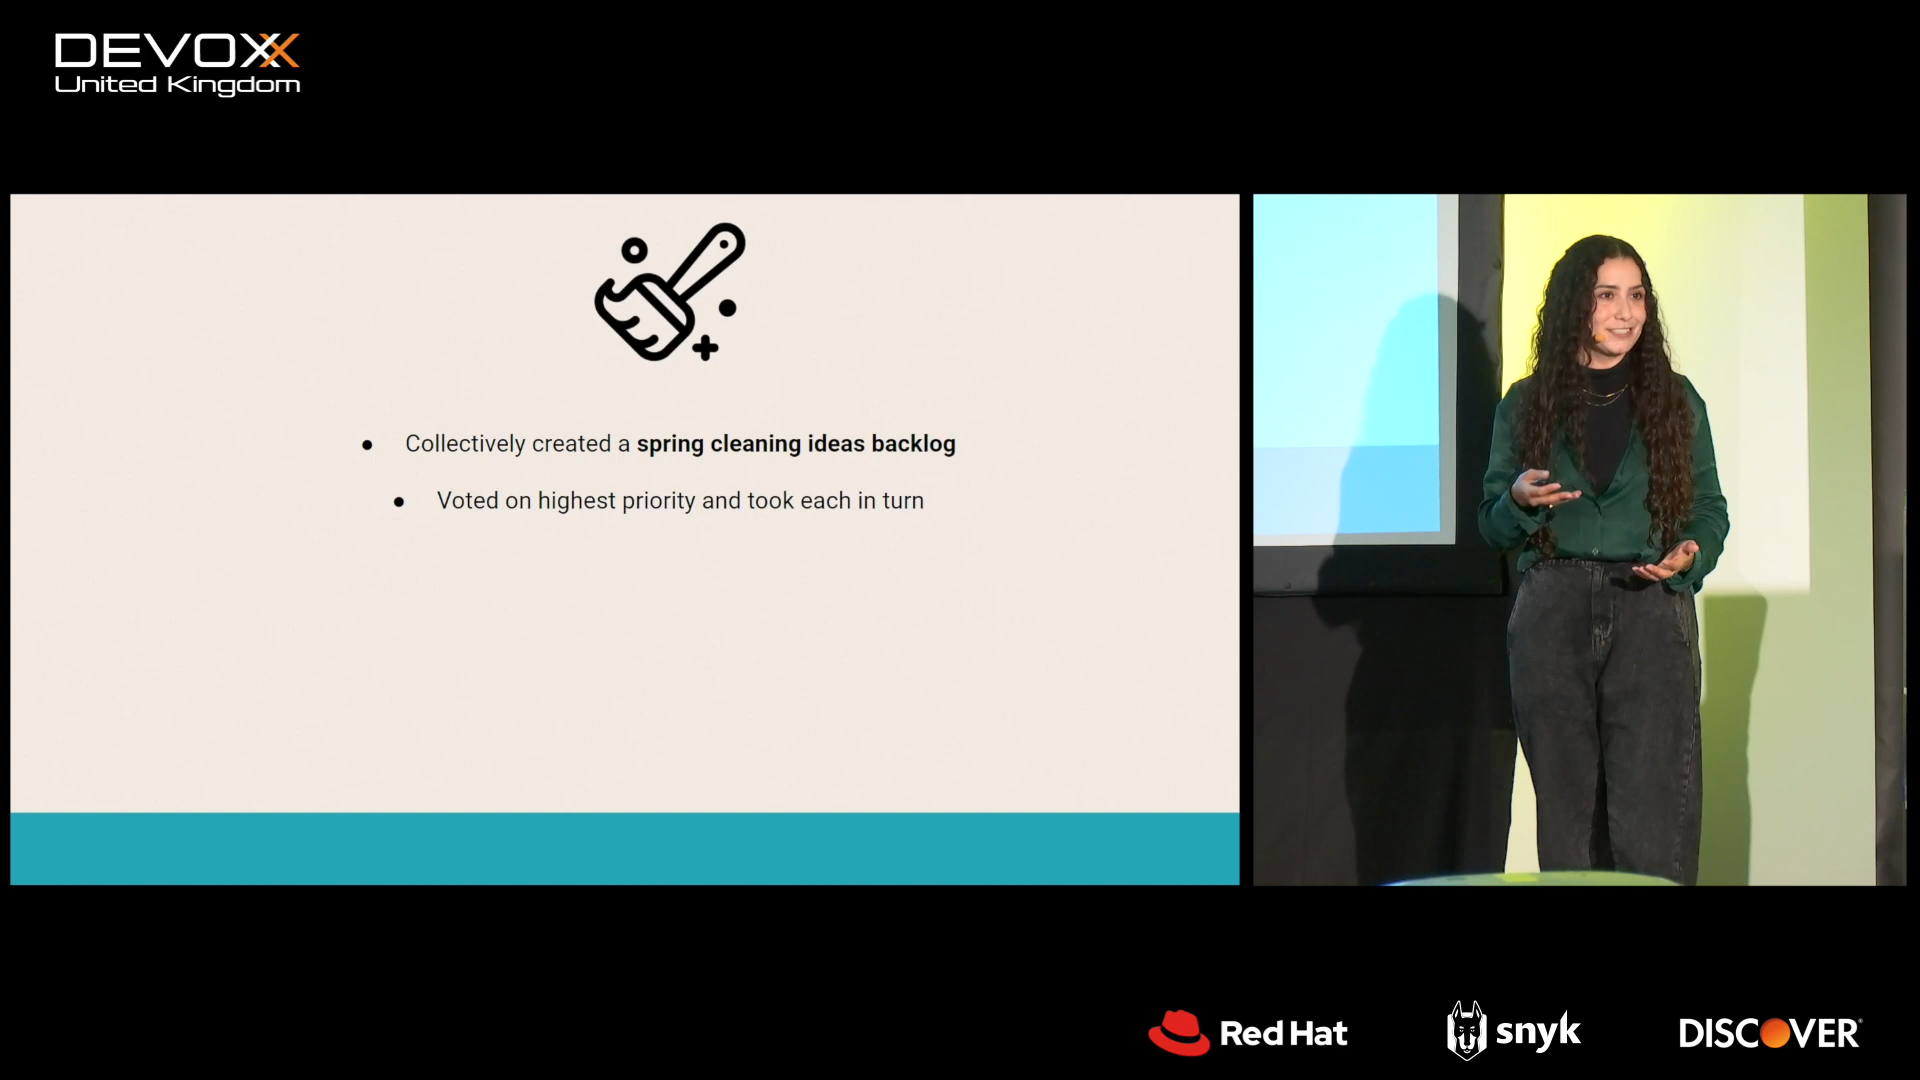 DEVOXX
United Kingdom
● Collectively created a spring cleaning ideas backlog
● Voted on highest priority and took each in turn
Red Hat
snyk
DISCOVER